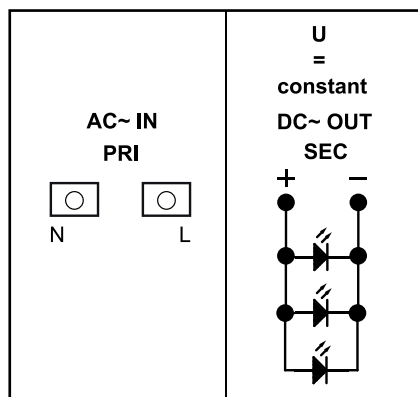 AC~ IN
PRI
N L
U
=
constant
DC~ OUT
SEC
+ −